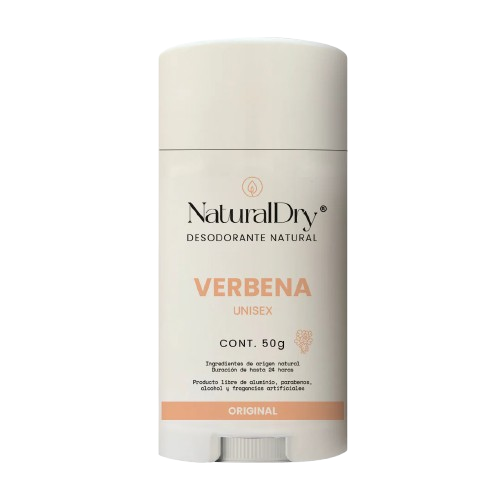 NaturalDry®
DESODORANTE NATURAL
VERBENA
UNISEX
CONT. 50g
Ingredientes de origen natural
Duración de hasta 24 horas
Producto libre de aluminio, parabenos,
alcohol y fragancias artificiales
ORIGINAL